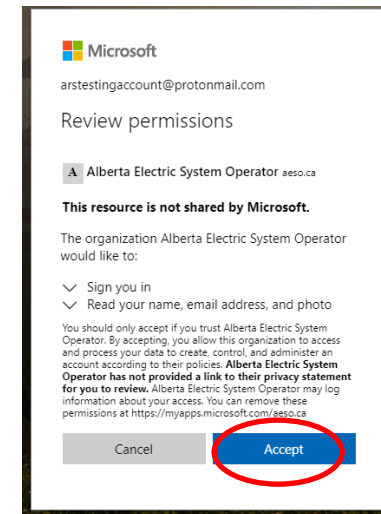 Microsoft
arstestingaccount@protonmail.com
Review permissions
A Alberta Electric System Operator aeso.ca
This resource is not shared by Microsoft.
The organization Alberta Electric System Operator
would like to:
Sign you in
Read your name, email address, and photo
You should only accept if you trust Alberta Electric System
Operator. By accepting, you allow this organization to access
and process your data to create, control, and administer an
account according to their policies. Alberta Electric System
Operator has not provided a link to their privacy statement
for you to review. Alberta Electric System Operator may log
information about your access. You can remove these
permissions at https://myapps.microsoft.com/aeso.ca
Cancel Accept